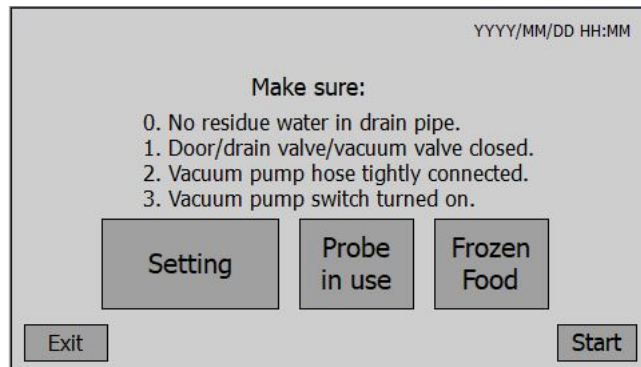 YYYY/MM/DD HH:MM
Make sure:
0. No residue water in drain pipe.
1. Door/drain valve/vacuum valve closed.
2. Vacuum pump hose tightly connected.
3. Vacuum pump switch turned on.
Setting
Probe
in use
Frozen
Food
Exit
Start